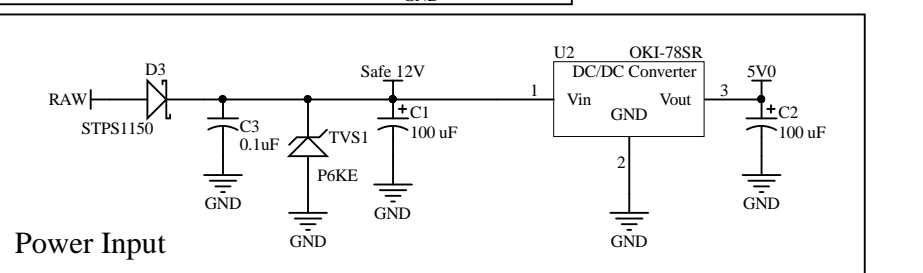 GND
D3
RAW
STPS1150
C3
0.1uF
GND
TVS1
P6KE
GND
Safe 12V
C1
100 uF
GND
U2 OKI-78SR
DC/DC Converter
1 Vin Vout 3
GND
2
GND
5V0
C2
100 uF
GND
Power Input